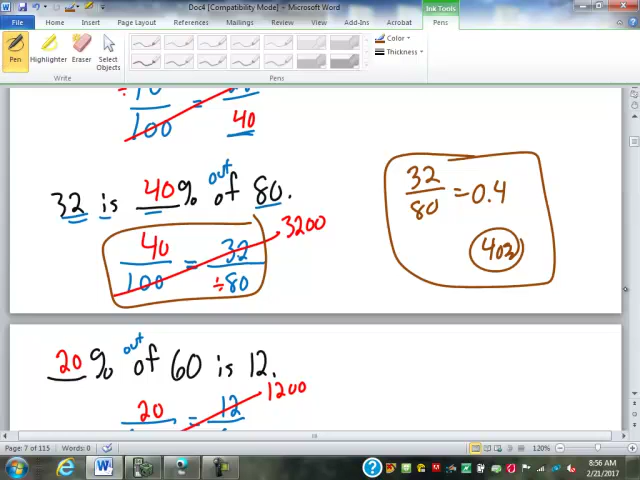 Doc4 [Compatibility Mode] - Microsoft Word
Ink Tools
File Home Insert Page Layout References Mailings Review View Add-Ins Acrobat Pens
Pen Highlighter Eraser Select Objects
Color
Thickness
Write Pens
100 = 40
32 is 40% of 80.
out
40/100 = 32/÷80
3200
32/80 = 0.4
40%
20% of 60 is 12.
out
20 = 12
1200
Page: 7 of 115 Words: 0 120%
8:56 AM
2/21/2017